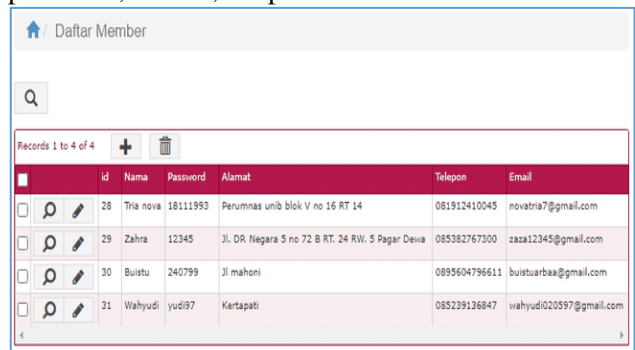 / Daftar Member
Records 1 to 4 of 4
id Nama Password Alamat Telepon Email
28 Tria nova 18111993 Perumnas unib blok V no 16 RT 14 081912410045 novatria7@gmail.com
29 Zahra 12345 Jl. DP. Negara 5 no 72 B RT. 24 RW. 5 Pagar Dewa 085382767300 zaza12345@gmail.com
30 Buistu 240799 Jl mahoni 0895604796611 buistuarbaa@gmail.com
31 Wahyudi yudi97 Kertapati 085239136847 wahyudi020597@gmail.com